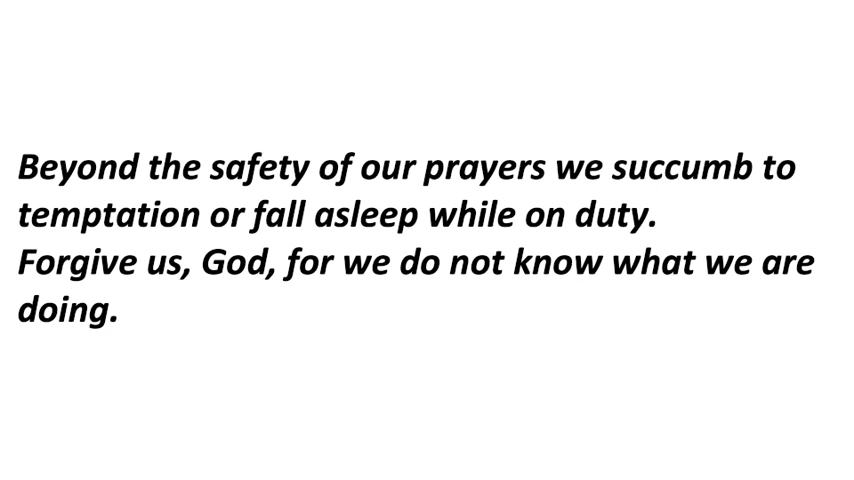 Beyond the safety of our prayers we succumb to
temptation or fall asleep while on duty.
Forgive us, God, for we do not know what we are
doing.